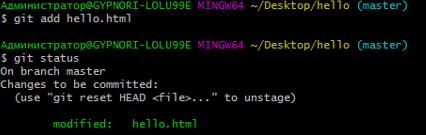 Администратор@GYPNORI-LOLU99E MINGW64 ~/Desktop/hello (master)
$ git add hello.html
Администратор@GYPNORI-LOLU99E MINGW64 ~/Desktop/hello (master)
$ git status
On branch master
Changes to be committed:
  (use "git reset HEAD <file>..." to unstage)
        modified:   hello.html